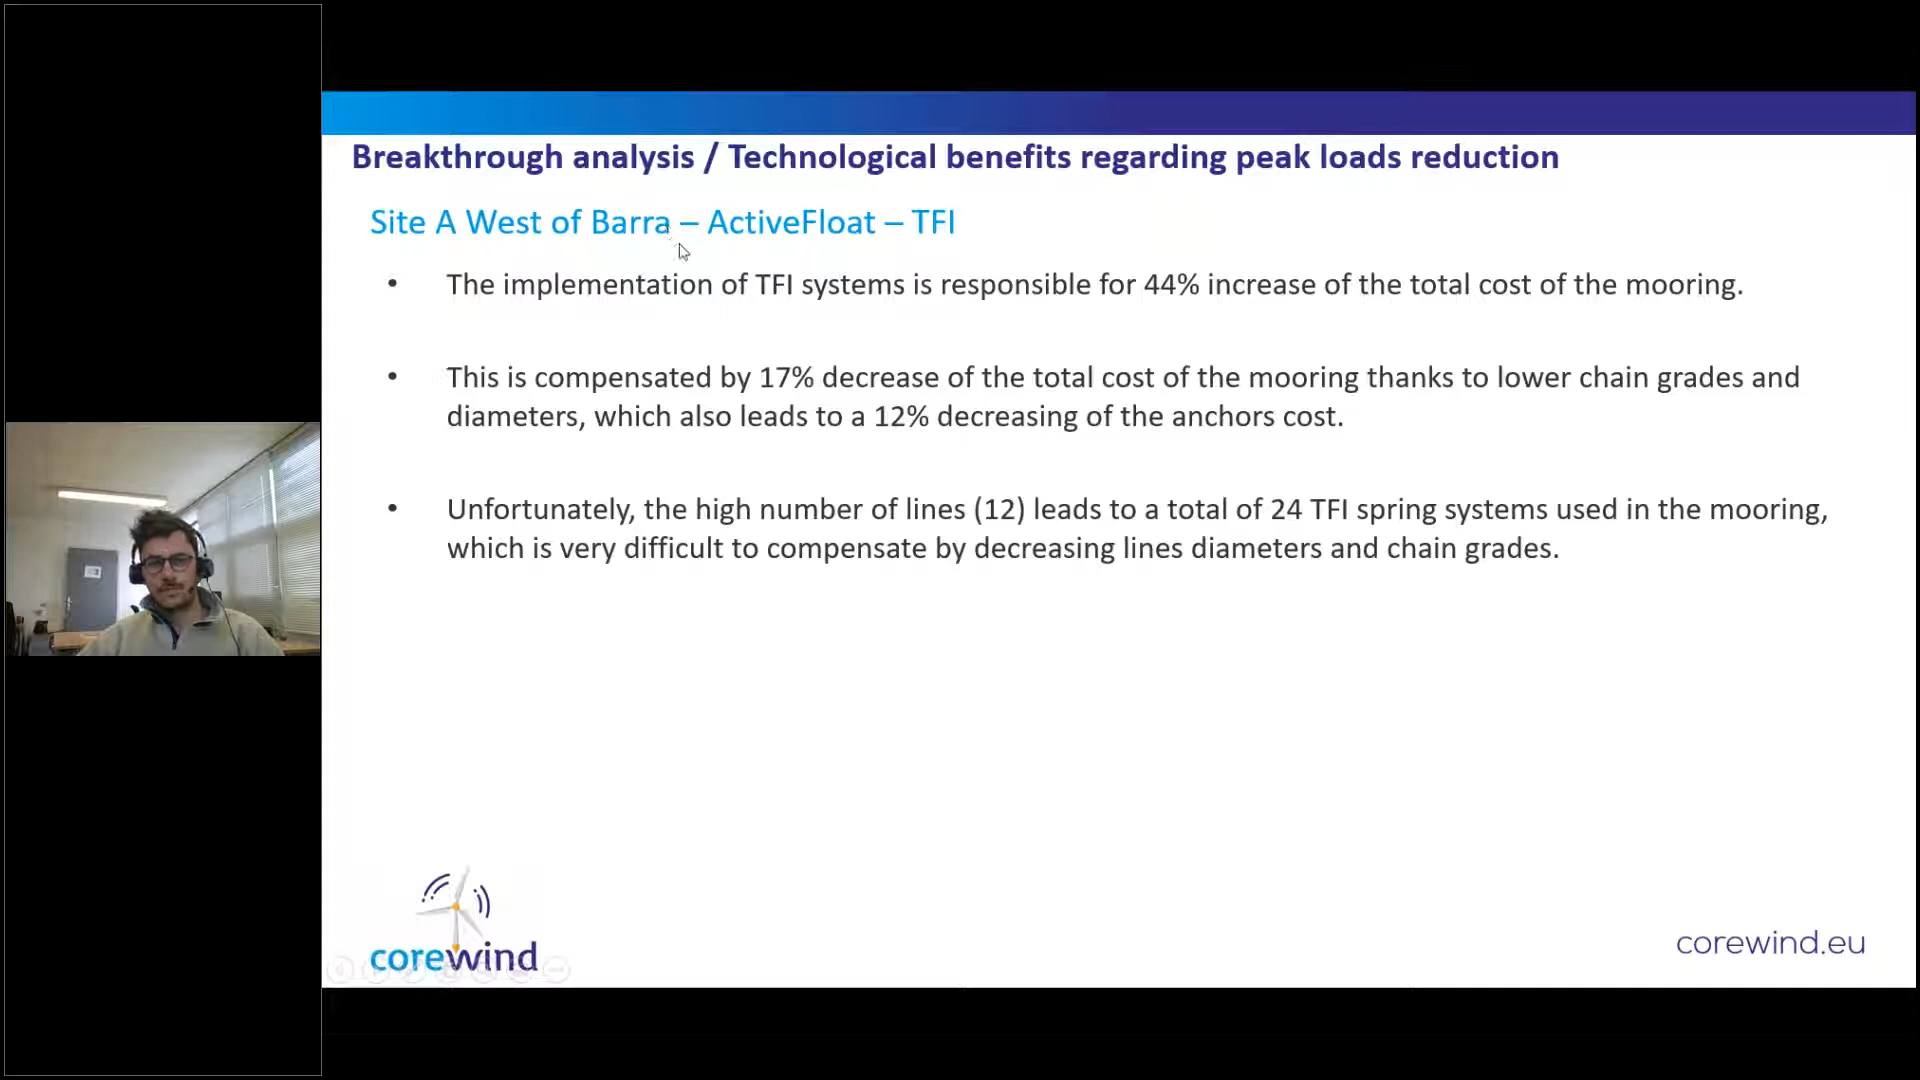 Breakthrough analysis / Technological benefits regarding peak loads reduction
Site A West of Barra – ActiveFloat – TFI
• The implementation of TFI systems is responsible for 44% increase of the total cost of the mooring.
• This is compensated by 17% decrease of the total cost of the mooring thanks to lower chain grades and
diameters, which also leads to a 12% decreasing of the anchors cost.
• Unfortunately, the high number of lines (12) leads to a total of 24 TFI spring systems used in the mooring,
which is very difficult to compensate by decreasing lines diameters and chain grades.
corewind
corewind.eu